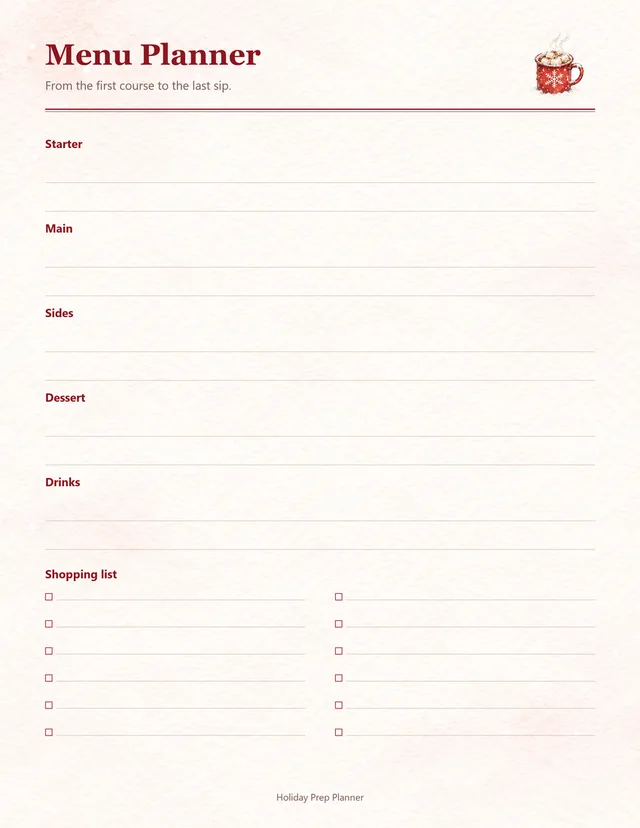 Menu Planner
From the first course to the last sip.
Starter
Main
Sides
Dessert
Drinks
Shopping list
Holiday Prep Planner